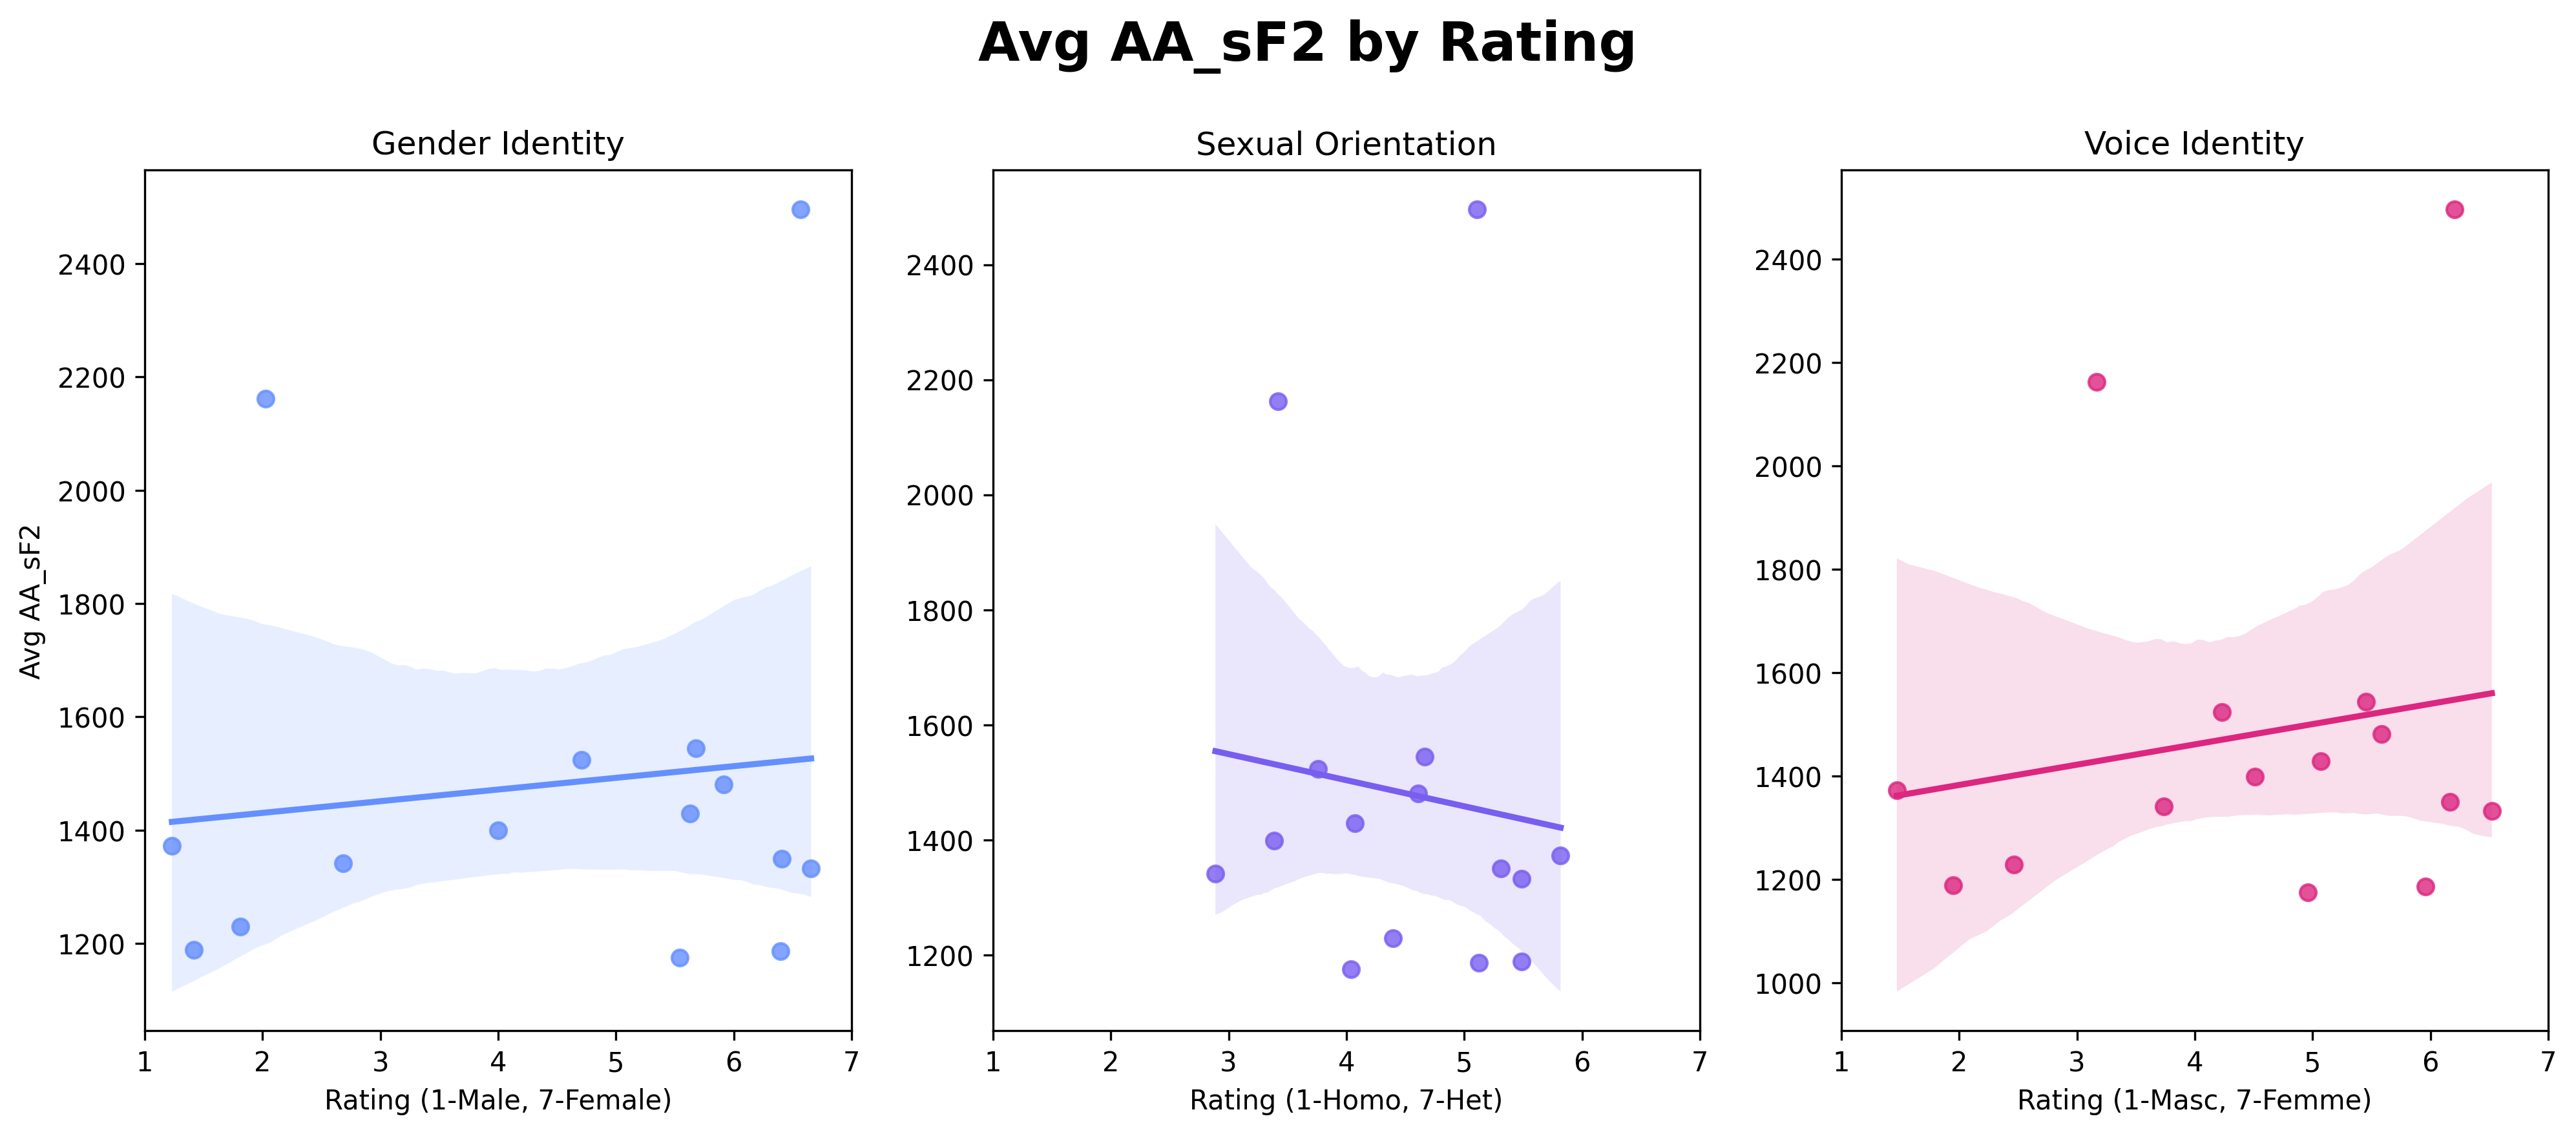 Avg AA_sF2 by Rating
Gender Identity
Avg AA_sF2
2400
2200
2000
1800
1600
1400
1200
1 2 3 4 5 6 7
Rating (1-Male, 7-Female)
Sexual Orientation
2400
2200
2000
1800
1600
1400
1200
1 2 3 4 5 6 7
Rating (1-Homo, 7-Het)
Voice Identity
2400
2200
2000
1800
1600
1400
1200
1000
1 2 3 4 5 6 7
Rating (1-Masc, 7-Femme)